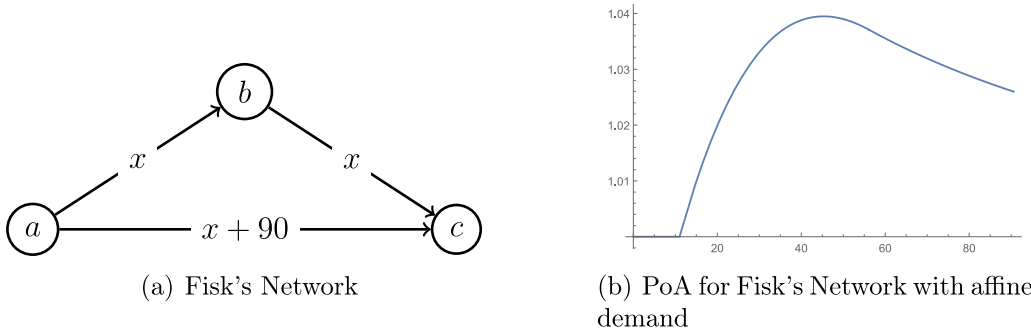 b
x
x
a
x + 90
c
(a) Fisk's Network
1.04
1.03
1.02
1.01
20
40
60
80
(b) PoA for Fisk's Network with affine
demand